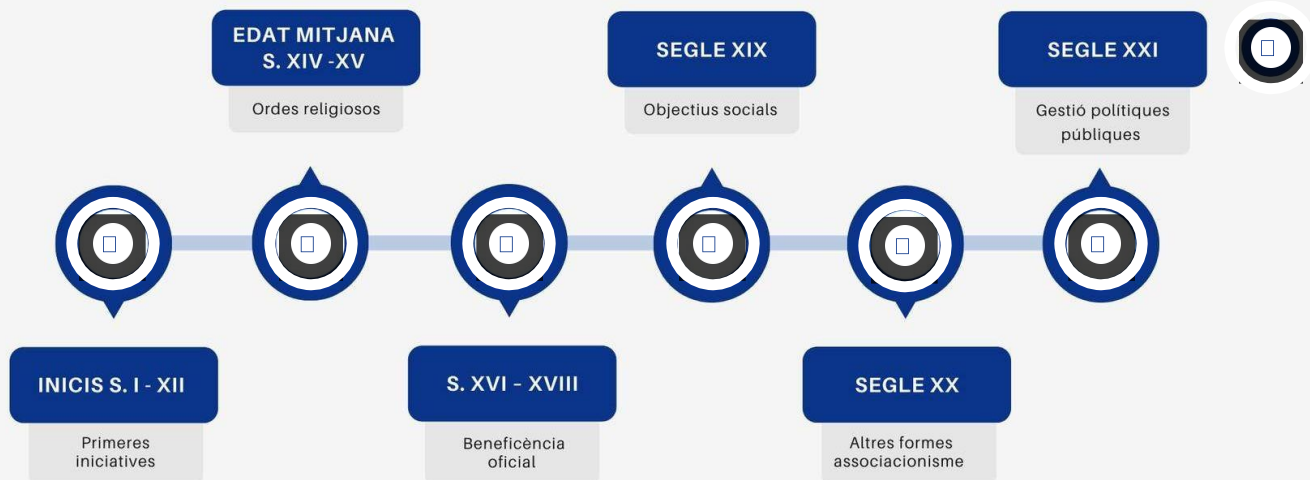 EDAT MITJANA
S. XIV -XV
Ordes religiosos
SEGLE XIX
Objectius socials
SEGLE XXI
Gestió polítiques
públiques
INICIS S. I - XII
Primeres
iniciatives
S. XVI – XVIII
Beneficència
oficial
SEGLE XX
Altres formes
associacionisme